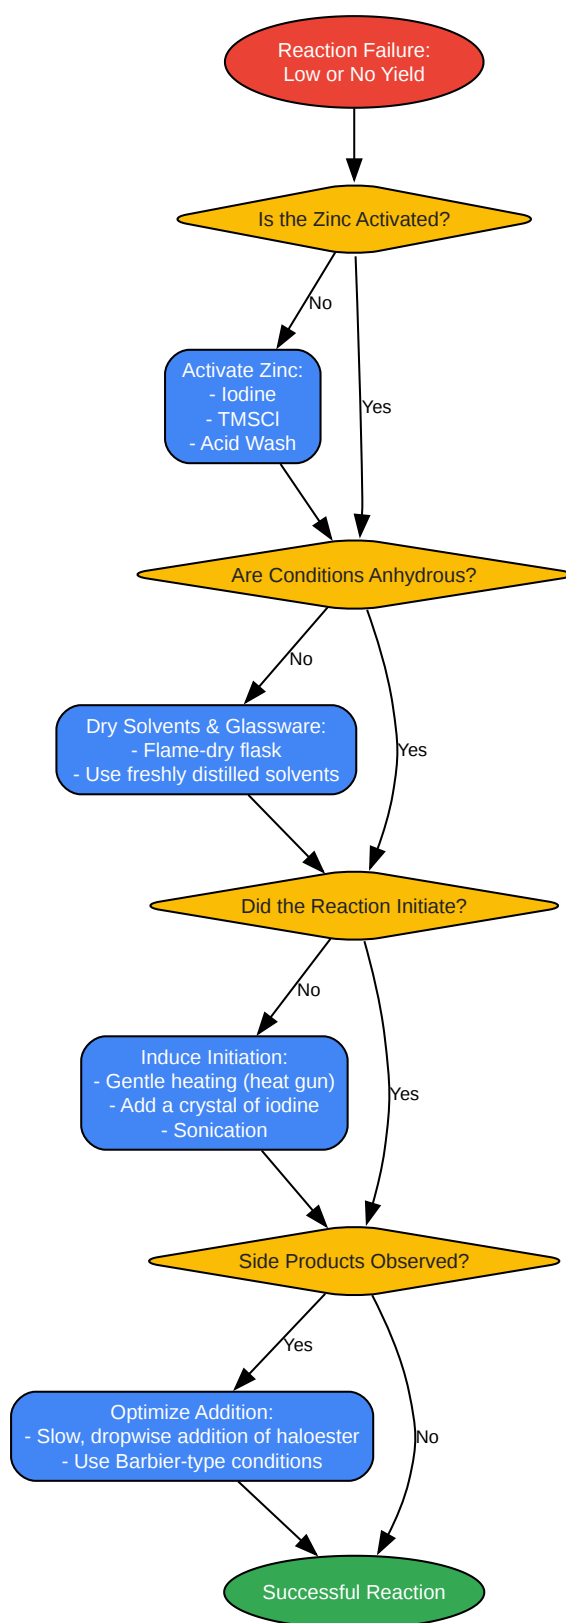 Reaction Failure:
Low or No Yield
Is the Zinc Activated?
No
Activate Zinc:
- Iodine
- TMSCl
- Acid Wash
Yes
Are Conditions Anhydrous?
No
Dry Solvents & Glassware:
- Flame-dry flask
- Use freshly distilled solvents
Yes
Did the Reaction Initiate?
No
Induce Initiation:
- Gentle heating (heat gun)
- Add a crystal of iodine
- Sonication
Yes
Side Products Observed?
Yes
Optimize Addition:
- Slow, dropwise addition of haloester
- Use Barbier-type conditions
No
Successful Reaction